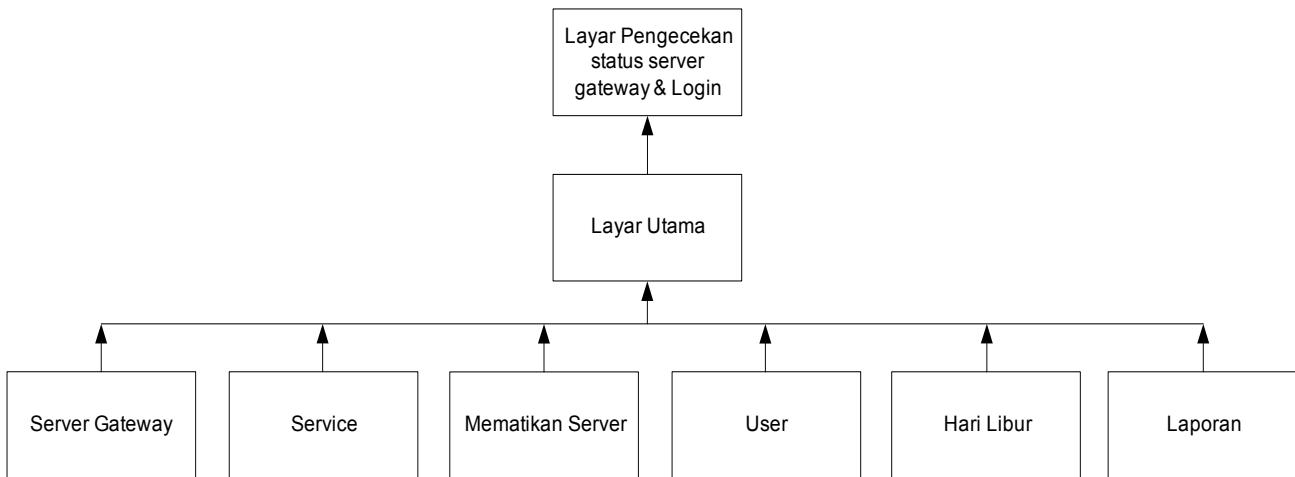 Layar Pengecekan
status server
gateway & Login
Layar Utama
Server Gateway
Service
Mematikan Server
User
Hari Libur
Laporan